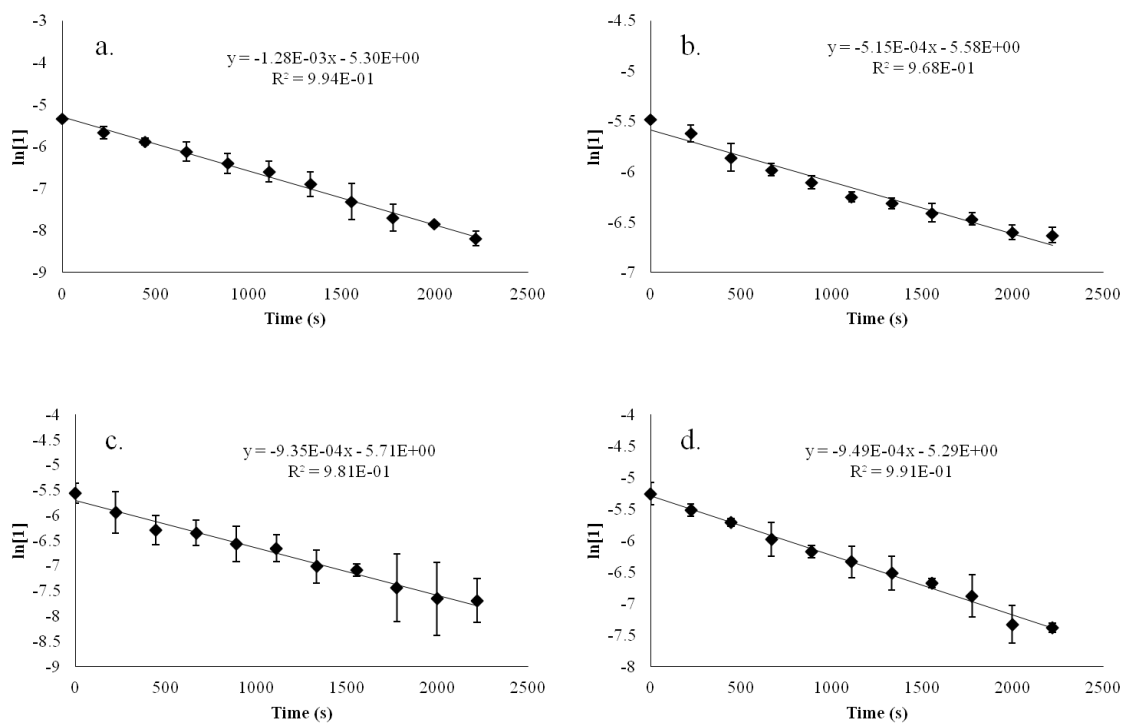 a.
y = -1.28E-03x - 5.30E+00
R² = 9.94E-01
-3
-4
-5
-6
-7
-8
-9
ln[1]
0 500 1000 1500 2000 2500
Time (s)
b.
y = -5.15E-04x - 5.58E+00
R² = 9.68E-01
-4.5
-5
-5.5
-6
-6.5
-7
ln[1]
0 500 1000 1500 2000 2500
Time (s)
c.
y = -9.35E-04x - 5.71E+00
R² = 9.81E-01
-4
-4.5
-5
-5.5
-6
-6.5
-7
-7.5
-8
-8.5
-9
ln[1]
0 500 1000 1500 2000 2500
Time (s)
d.
y = -9.49E-04x - 5.29E+00
R² = 9.91E-01
-4
-4.5
-5
-5.5
-6
-6.5
-7
-7.5
-8
ln[1]
0 500 1000 1500 2000 2500
Time (s)